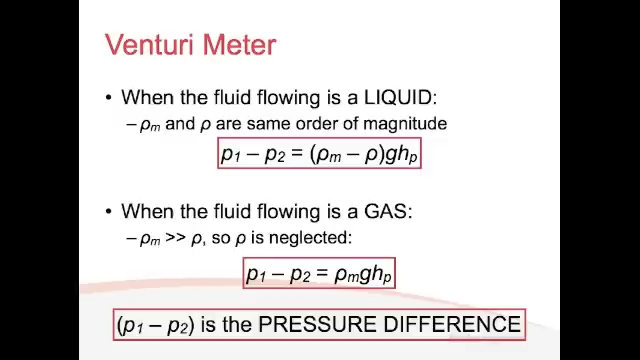 Venturi Meter
• When the fluid flowing is a LIQUID:
– ρm and ρ are same order of magnitude
p1 – p2 = (ρm – ρ)ghp
• When the fluid flowing is a GAS:
– ρm >> ρ, so ρ is neglected:
p1 – p2 = ρmghp
(p1 – p2) is the PRESSURE DIFFERENCE